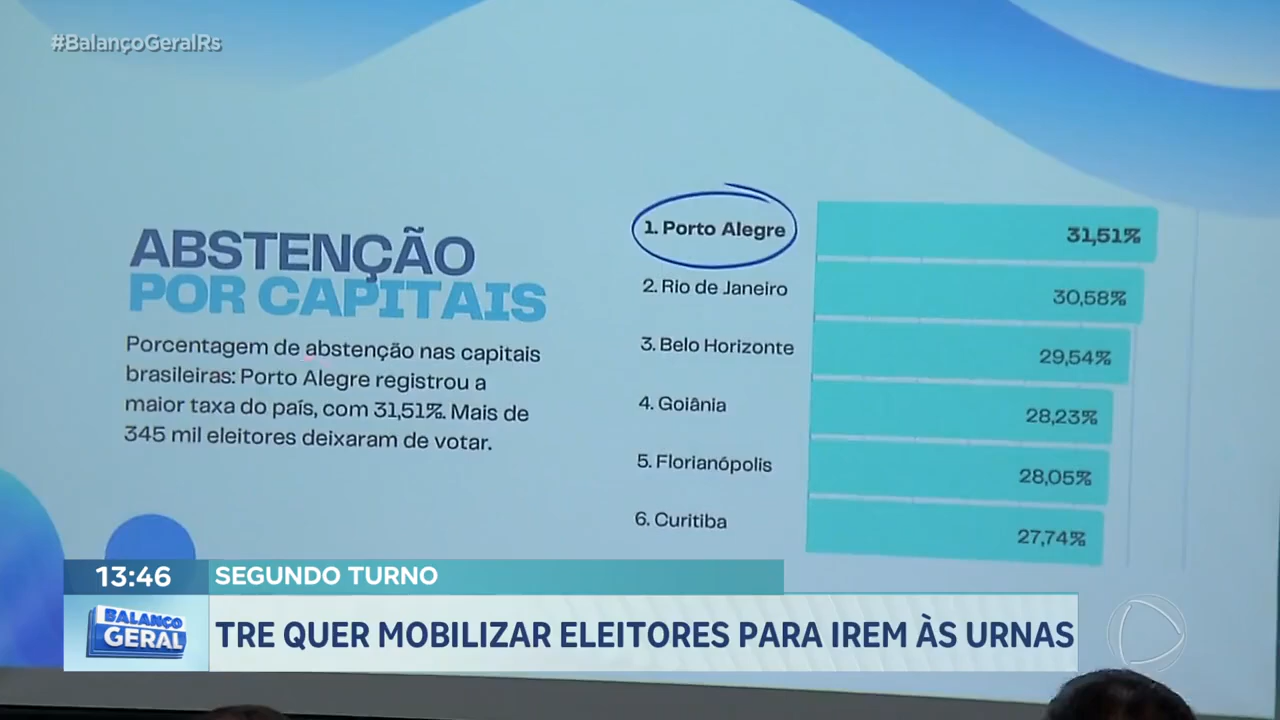 #BalançoGeralRs
ABSTENÇÃO
POR CAPITAIS
Porcentagem de abstenção nas capitais
brasileiras: Porto Alegre registrou a
maior taxa do país, com 31,51%. Mais de
345 mil eleitores deixaram de votar.
1. Porto Alegre 31,51%
2. Rio de Janeiro 30,58%
3. Belo Horizonte 29,54%
4. Goiânia 28,23%
5. Florianópolis 28,05%
6. Curitiba 27,74%
13:46 SEGUNDO TURNO
BALANÇO
GERAL
TRE QUER MOBILIZAR ELEITORES PARA IREM ÀS URNAS